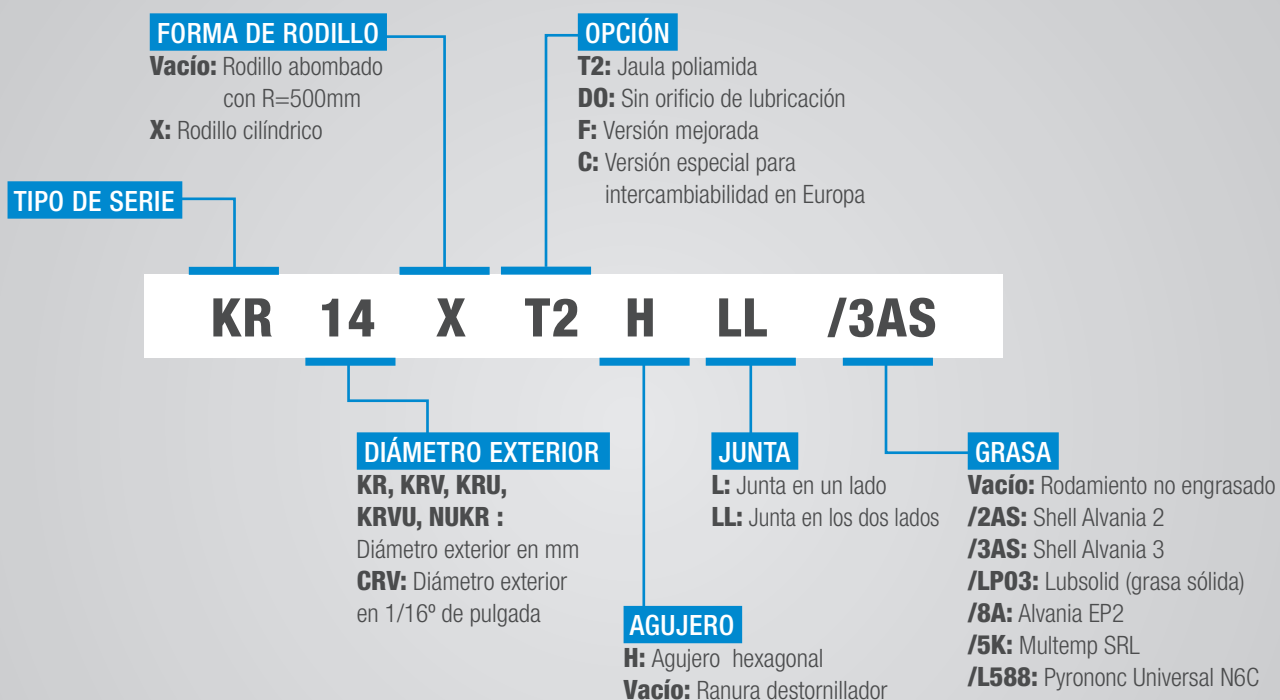 FORMA DE RODILLO
Vacío: Rodillo abombado
con R=500mm
X: Rodillo cilíndrico
OPCIÓN
T2: Jaula poliamida
DO: Sin orificio de lubricación
F: Versión mejorada
C: Versión especial para
intercambiabilidad en Europa
TIPO DE SERIE
KR 14 X T2 H LL /3AS
DIÁMETRO EXTERIOR
KR, KRV, KRU,
KRVU, NUKR :
Diámetro exterior en mm
CRV: Diámetro exterior
en 1/16º de pulgada
AGUJERO
H: Agujero hexagonal
Vacío: Ranura destornillador
JUNTA
L: Junta en un lado
LL: Junta en los dos lados
GRASA
Vacío: Rodamiento no engrasado
/2AS: Shell Alvania 2
/3AS: Shell Alvania 3
/LP03: Lubsolid (grasa sólida)
/8A: Alvania EP2
/5K: Multemp SRL
/L588: Pyrononc Universal N6C